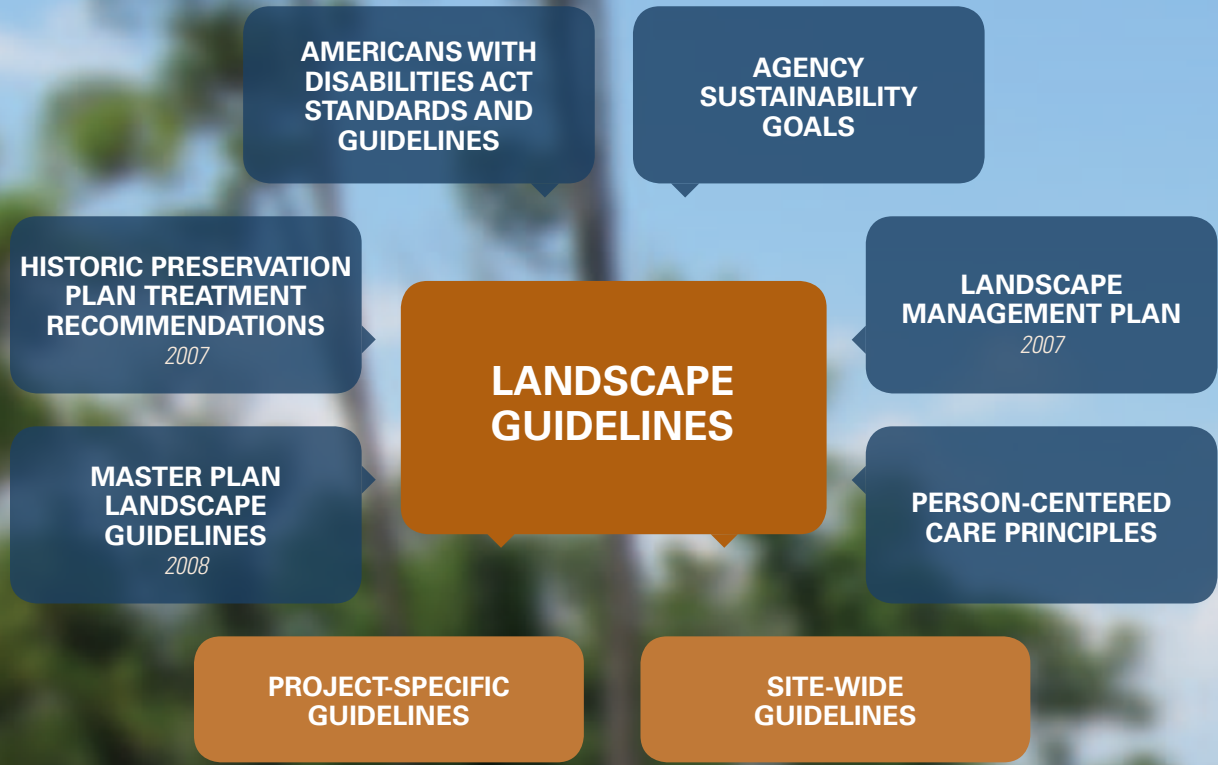 AMERICANS WITH
DISABILITIES ACT
STANDARDS AND
GUIDELINES
AGENCY
SUSTAINABILITY
GOALS
HISTORIC PRESERVATION
PLAN TREATMENT
RECOMMENDATIONS
2007
LANDSCAPE
MANAGEMENT PLAN
2007
LANDSCAPE
GUIDELINES
MASTER PLAN
LANDSCAPE
GUIDELINES
2008
PERSON-CENTERED
CARE PRINCIPLES
PROJECT-SPECIFIC
GUIDELINES
SITE-WIDE
GUIDELINES